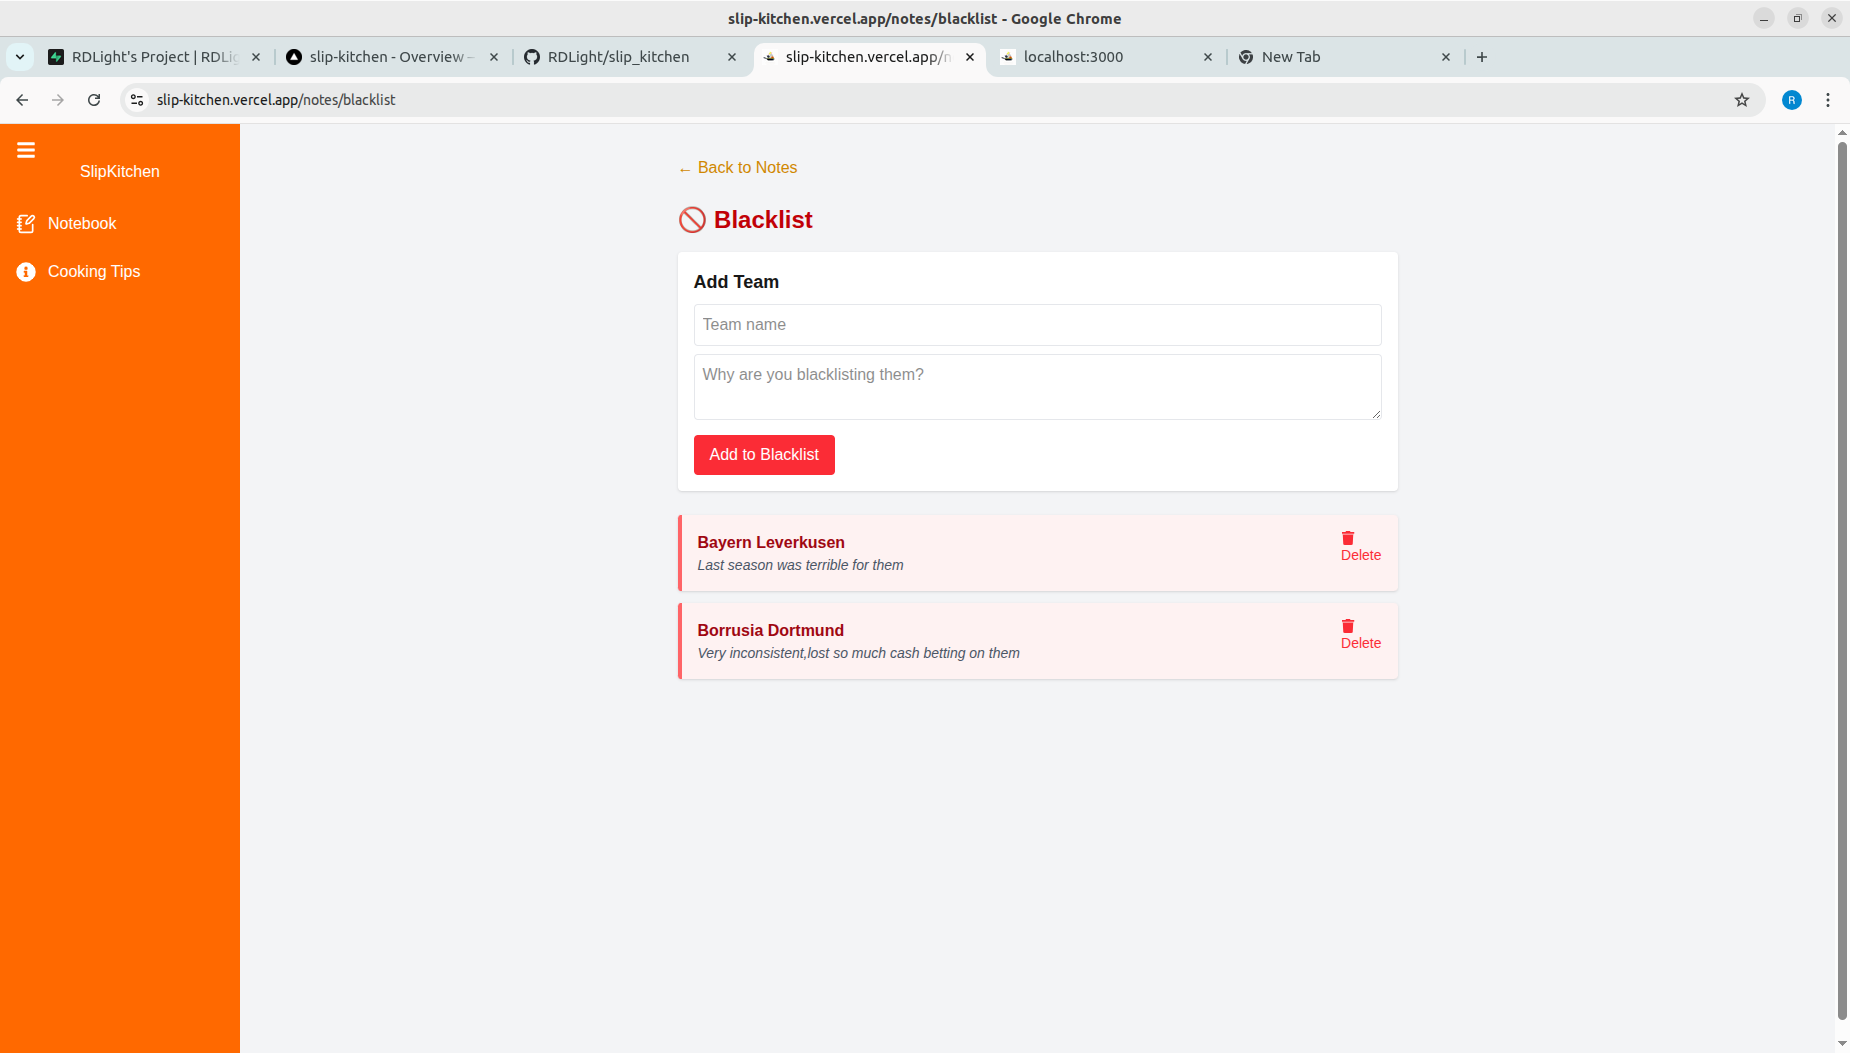 slip-kitchen.vercel.app/notes/blacklist - Google Chrome
RDLight's Project | RDLig
slip-kitchen - Overview –
RDLight/slip_kitchen
slip-kitchen.vercel.app/n
localhost:3000
New Tab
slip-kitchen.vercel.app/notes/blacklist
R
SlipKitchen
Notebook
Cooking Tips
← Back to Notes
🚫 Blacklist
Add Team
Team name
Why are you blacklisting them?
Add to Blacklist
Bayern Leverkusen
Last season was terrible for them
Delete
Borrusia Dortmund
Very inconsistent,lost so much cash betting on them
Delete